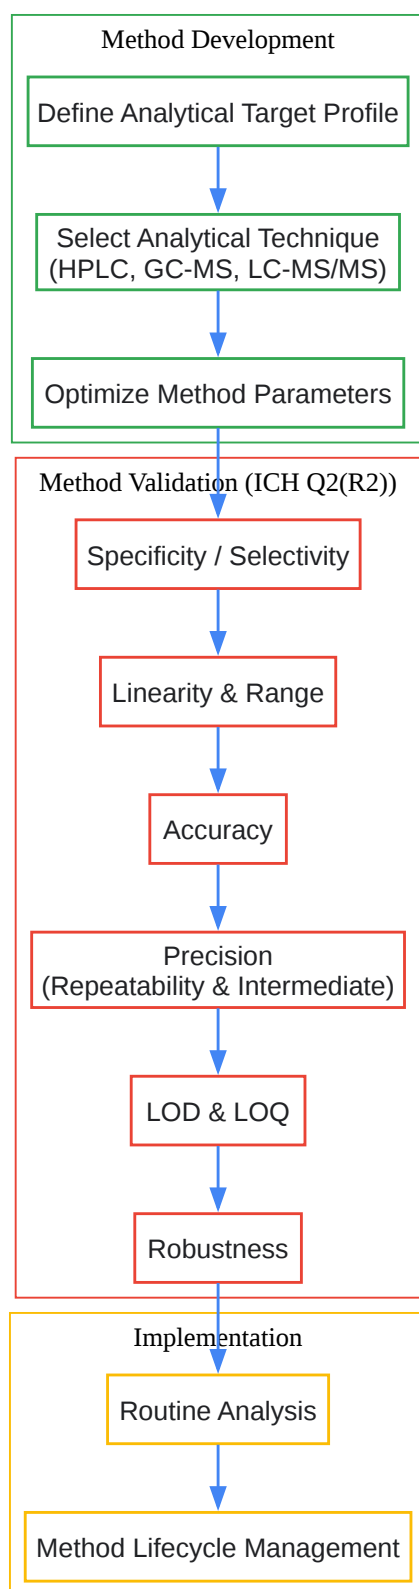 Method Development
Define Analytical Target Profile
Select Analytical Technique
(HPLC, GC-MS, LC-MS/MS)
Optimize Method Parameters
Method Validation (ICH Q2(R2))
Specificity / Selectivity
Linearity & Range
Accuracy
Precision
(Repeatability & Intermediate)
LOD & LOQ
Robustness
Implementation
Routine Analysis
Method Lifecycle Management